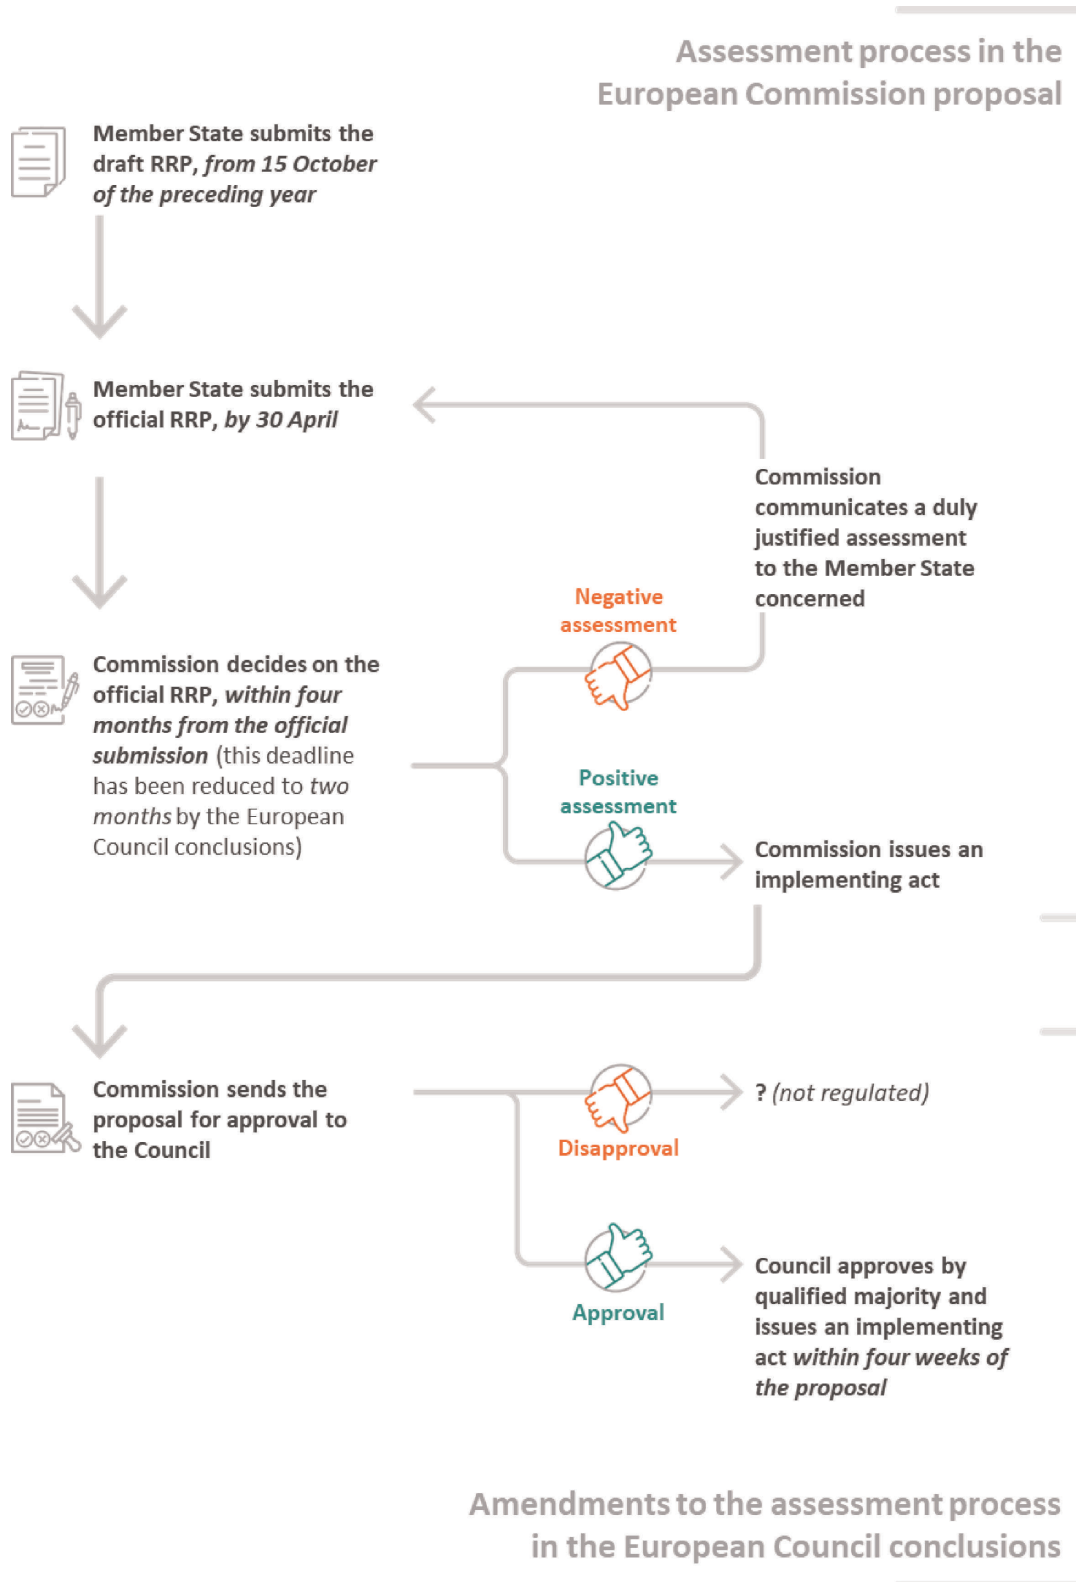 Assessment process in the
European Commission proposal
Member State submits the
draft RRP, from 15 October
of the preceding year
Member State submits the
official RRP, by 30 April
Commission
communicates a duly
justified assessment
to the Member State
concerned
Negative
assessment
Commission decides on the
official RRP, within four
months from the official
submission (this deadline
has been reduced to two
months by the European
Council conclusions)
Positive
assessment
Commission issues an
implementing act
Commission sends the
proposal for approval to
the Council
Disapproval
? (not regulated)
Approval
Council approves by
qualified majority and
issues an implementing
act within four weeks of
the proposal
Amendments to the assessment process
in the European Council conclusions